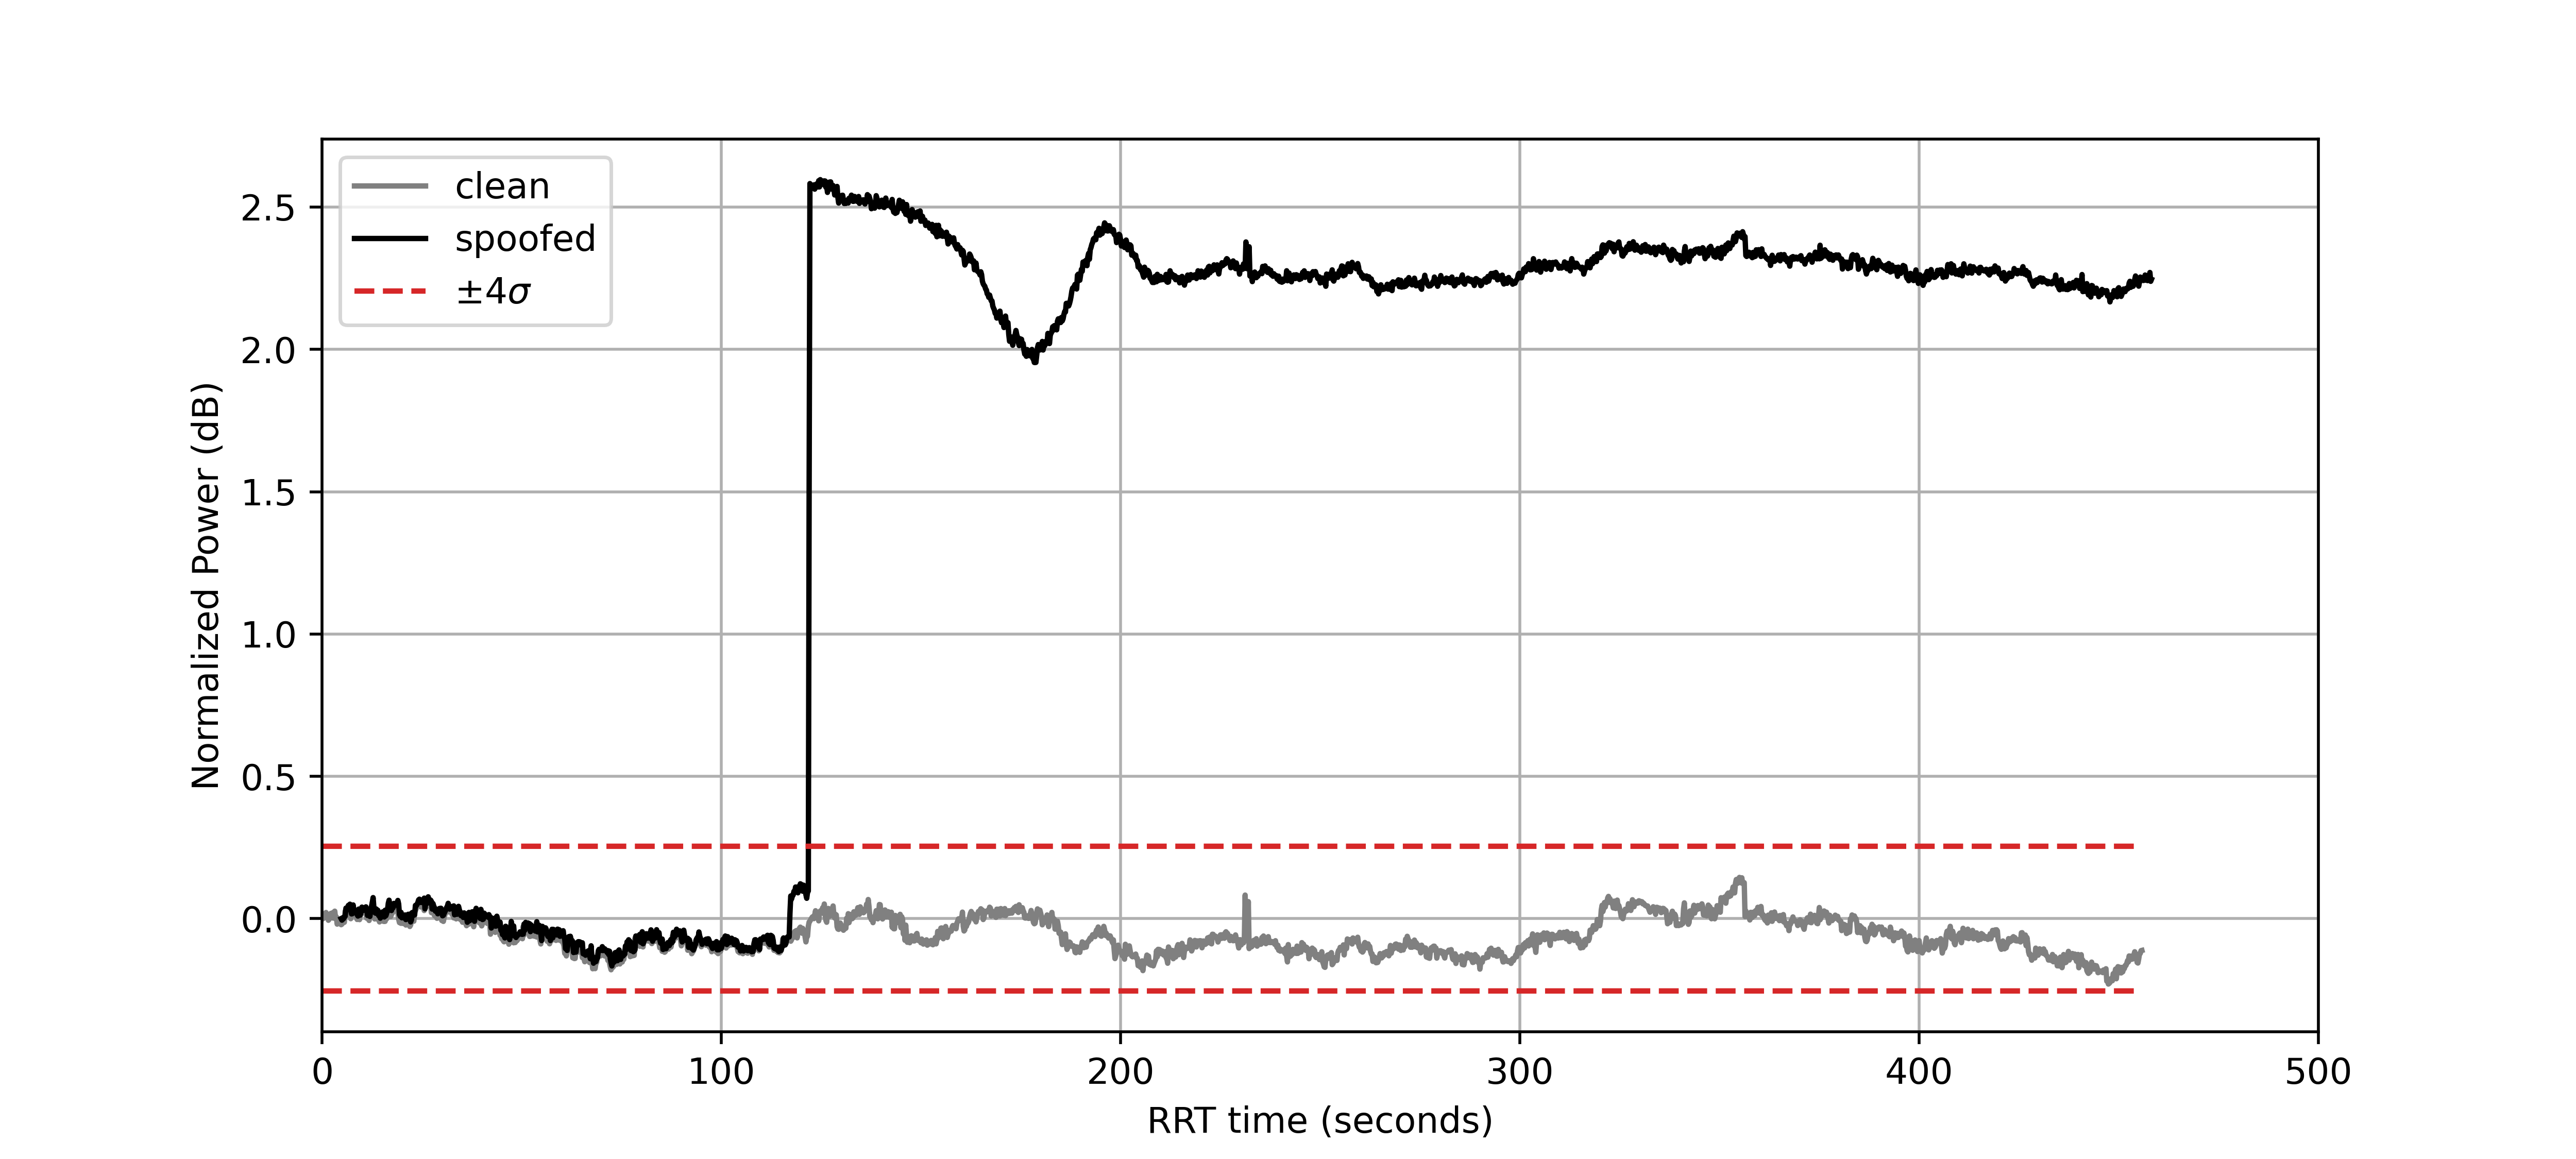 clean
spoofed
±4σ
2.5
2.0
1.5
1.0
0.5
0.0
Normalized Power (dB)
0 100 200 300 400 500
RRT time (seconds)